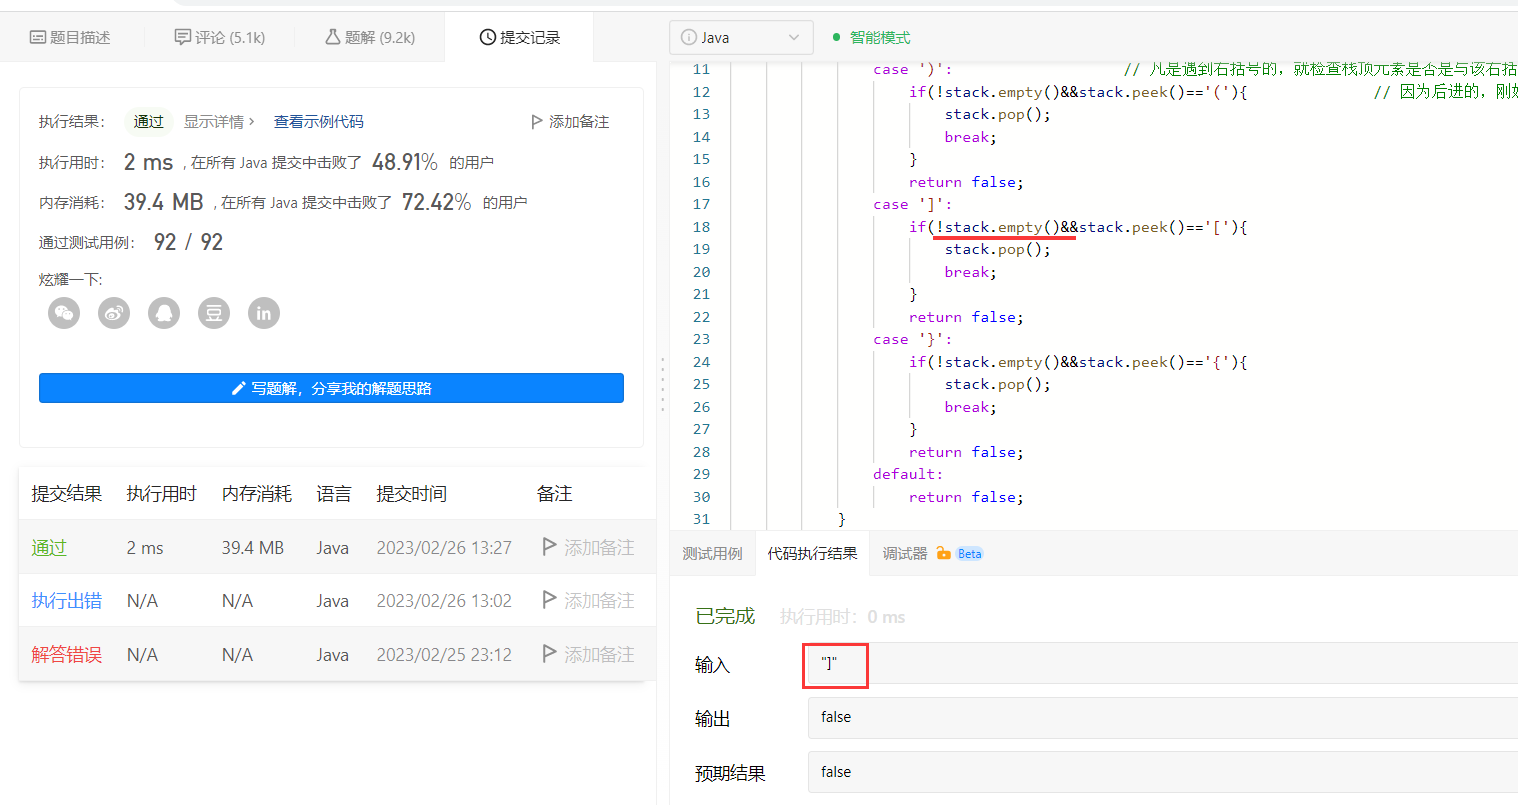 题目描述
评论 (5.1k)
题解 (9.2k)
提交记录
执行结果：
通过
显示详情 >
查看示例代码
添加备注
执行用时： 2 ms , 在所有 Java 提交中击败了 48.91% 的用户
内存消耗： 39.4 MB , 在所有 Java 提交中击败了 72.42% 的用户
通过测试用例： 92 / 92
炫耀一下:
写题解，分享我的解题思路
提交结果 执行用时 内存消耗 语言 提交时间 备注
通过 2 ms 39.4 MB Java 2023/02/26 13:27 添加备注
执行出错 N/A N/A Java 2023/02/26 13:02 添加备注
解答错误 N/A N/A Java 2023/02/25 23:12 添加备注
Java
智能模式
11 case ')': // 凡是遇到右括号的，就检查栈顶元素是否是与该右括
12 if(!stack.empty()&&stack.peek()=='('){ // 因为后进的，刚好
13 stack.pop();
14 break;
15 }
16 return false;
17 case ']':
18 if(!stack.empty()&&stack.peek()=='['){
19 stack.pop();
20 break;
21 }
22 return false;
23 case '}':
24 if(!stack.empty()&&stack.peek()=='{'){
25 stack.pop();
26 break;
27 }
28 return false;
29 default:
30 return false;
31 }
测试用例
代码执行结果
调试器
Beta
已完成
执行用时：0 ms
输入
"]"
输出
false
预期结果
false